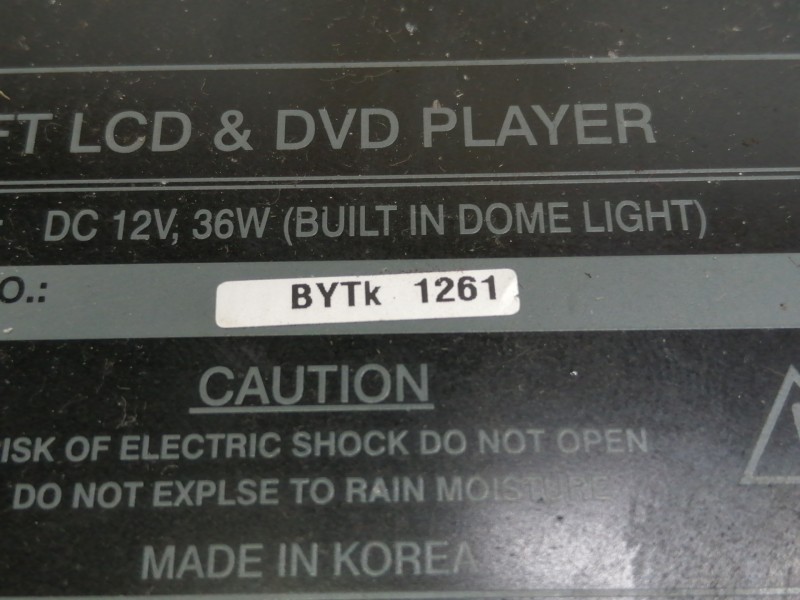 FT LCD & DVD PLAYER
DC 12V, 36W (BUILT IN DOME LIGHT)
O.:
BYTk 1261
CAUTION
RISK OF ELECTRIC SHOCK DO NOT OPEN
DO NOT EXPLSE TO RAIN MOISTURE
MADE IN KOREA